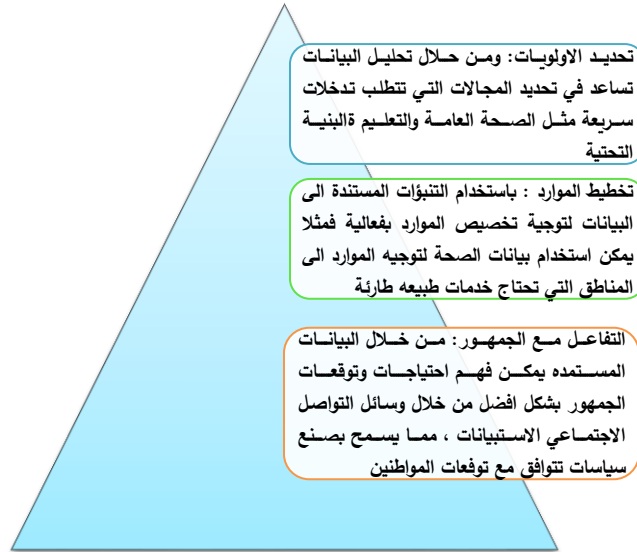 تحديد الاولويات: ومن حلال تحليل البيانات
تساعد في تحديد المجالات التي تتطلب تدخلات
سريعة مثل الصحة العامة والتعليم ةالبنية
التحتية
تخطيط الموارد : باستخدام التنبؤات المستندة الى
البيانات لتوجية تخصيص الموارد بفعالية فمثلا
يمكن استخدام بيانات الصحة لتوجيه الموارد الى
المناطق التي تحتاج خدمات طبيعه طارئة
التفاعل مع الجمهور: من خلال البيانات
المستمده يمكن فهم احتياجات وتوقعات
الجمهور بشكل افضل من خلال وسائل التواصل
الاجتماعي الاستبيانات ، مما يسمح بصنع
سياسات تتوافق مع توفعات المواطنين